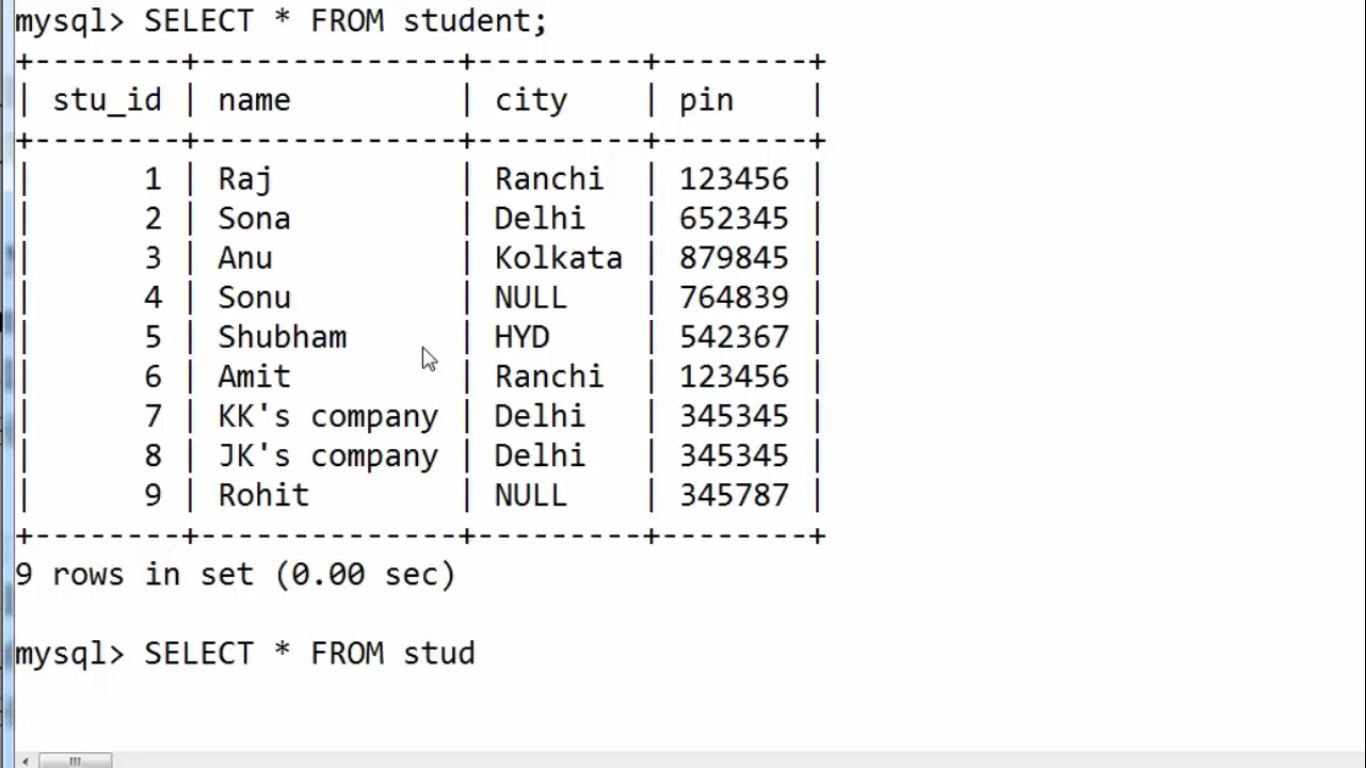 mysql> SELECT * FROM student;
+--------+--------------+---------+--------+
| stu_id | name         | city    | pin    |
+--------+--------------+---------+--------+
|      1 | Raj          | Ranchi  | 123456 |
|      2 | Sona         | Delhi   | 652345 |
|      3 | Anu          | Kolkata | 879845 |
|      4 | Sonu         | NULL    | 764839 |
|      5 | Shubham      | HYD     | 542367 |
|      6 | Amit         | Ranchi  | 123456 |
|      7 | KK's company | Delhi   | 345345 |
|      8 | JK's company | Delhi   | 345345 |
|      9 | Rohit        | NULL    | 345787 |
+--------+--------------+---------+--------+
9 rows in set (0.00 sec)
mysql> SELECT * FROM stud